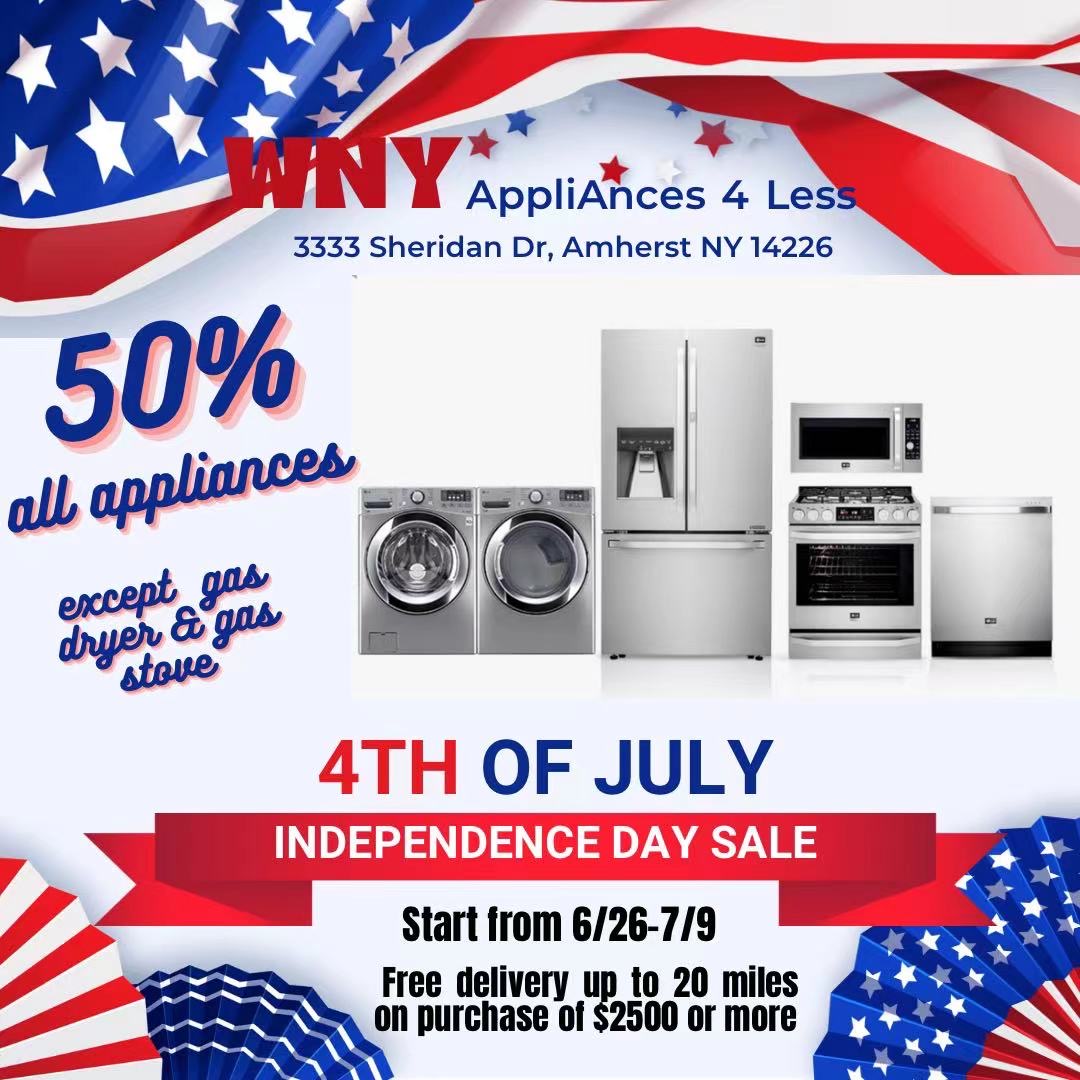 WNY AppliAnces 4 Less
3333 Sheridan Dr, Amherst NY 14226
50%
all appliances
except gas
dryer & gas
stove
4TH OF JULY
INDEPENDENCE DAY SALE
Start from 6/26-7/9
Free delivery up to 20 miles
on purchase of $2500 or more